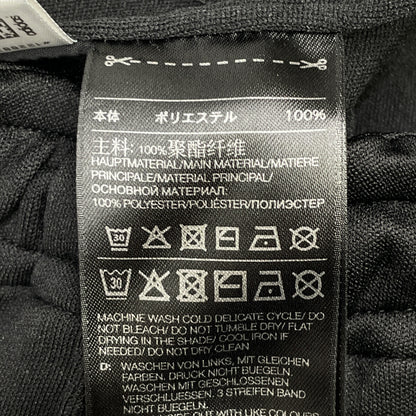 本体 ポリエステル 100%
主料: 100%聚酯纤维
HAUPTMATERIAL/MAIN MATERIAL/MATIERE
PRINCIPALE/MATERIAL PRINCIPAL/
ОСНОВНОЙ МАТЕРИАЛ
100% POLYESTER/POLIÉSTER/ПОЛИЭСТЕР
30
30
MACHINE WASH COLD DELICATE CYCLE/ DO
NOT BLEACH/ DO NOT TUMBLE DRY/ FLAT
DRYING IN THE SHADE/ COOL IRON IF
NEEDED/ DO NOT DRY CLEAN
D: WASCHEN VON LINKS, MIT GLEICHEN
FARBEN. DRUCK NICHT BUEGELN.
WASCHEN MIT GESCHLOSSENEN
VERSCHLUESSEN. 3 STREIFEN BAND
NICHT BUEGELN.